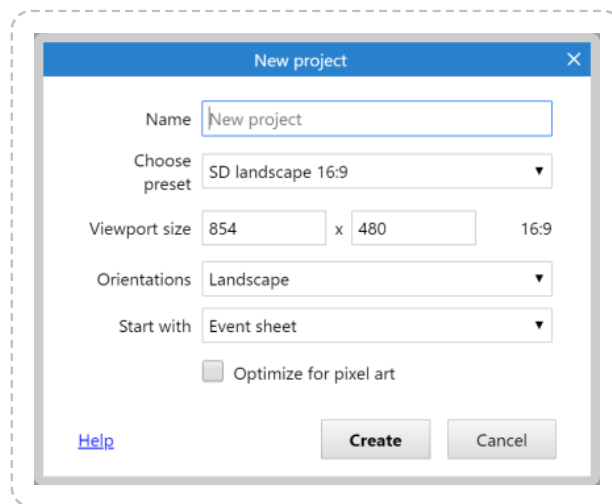 New project
Name New project
Choose preset SD landscape 16:9
Viewport size 854 x 480 16:9
Orientations Landscape
Start with Event sheet
Optimize for pixel art
Help Create Cancel